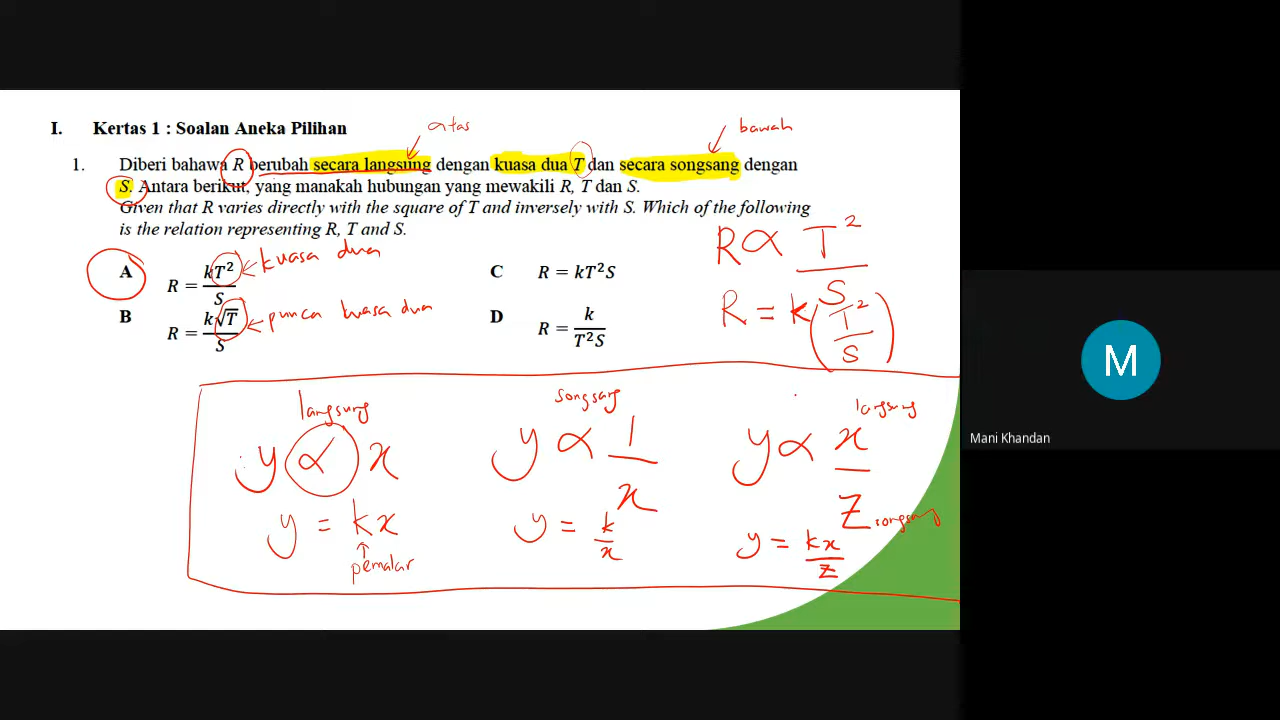 I. Kertas 1 : Soalan Aneka Pilihan
atas
bawah
1. Diberi bahawa R berubah secara langsung dengan kuasa dua T dan secara songsang dengan
S. Antara berikut, yang manakah hubungan yang mewakili R, T dan S.
Given that R varies directly with the square of T and inversely with S. Which of the following
is the relation representing R, T and S.
A R = kT²/S
kuasa dua
B R = k√T/S
punca kuasa dua
C R = kT²S
D R = k/T²S
R ∝ T²/S
R = k(T²/S)
langsung
y ∝ x
y = kx
pemalar
songsang
y ∝ 1/x
y = k/x
langsung
y ∝ x/z
songsang
y = kx/z
M
Mani Khandan